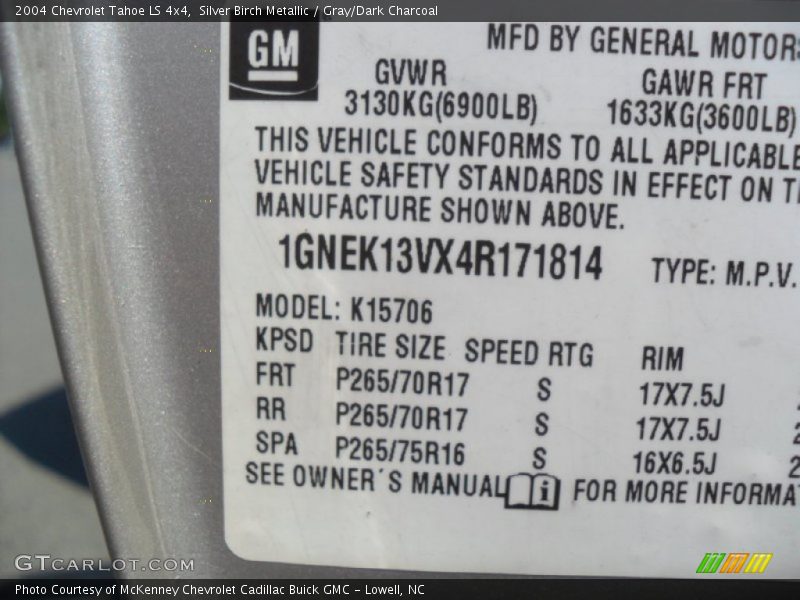 2004 Chevrolet Tahoe LS 4x4, Silver Birch Metallic / Gray/Dark Charcoal
GM
MFD BY GENERAL MOTORS
GVWR GAWR FRT
3130KG(6900LB) 1633KG(3600LB)
THIS VEHICLE CONFORMS TO ALL APPLICABLE
VEHICLE SAFETY STANDARDS IN EFFECT ON
MANUFACTURE SHOWN ABOVE.
1GNEK13VX4R171814 TYPE: M.P.V.
MODEL: K15706
KPSD TIRE SIZE SPEED RTG RIM
FRT P265/70R17 S 17X7.5J
RR P265/70R17 S 17X7.5J
SPA P265/75R16 S 16X6.5J
SEE OWNER´S MANUAL i FOR MORE INFORMA
GTCARLOT.COM
Photo Courtesy of McKenney Chevrolet Cadillac Buick GMC - Lowell, NC